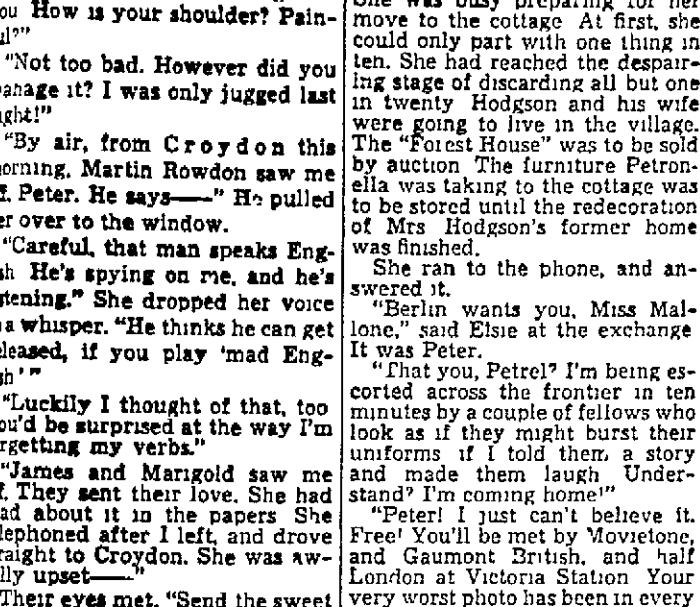 ou How is your shoulder? Pain-
ul?"
"Not too bad. However did you
anage it? I was only jugged last
ight!"
"By air, from Croydon this
orning. Martin Rowdon saw me
f. Peter. He says——" He pulled
er over to the window.
"Careful, that man speaks Eng-
sh He's spying on me, and he's
stening." She dropped her voice
a whisper. "He thinks he can get
eleased, if you play 'mad Eng-
sh'"
"Luckily I thought of that, too
ou'd be surprised at the way I'm
rgetting my verbs."
"James and Marigold saw me
f. They sent their love. She had
ad about it in the papers She
lephoned after I left, and drove
raight to Croydon. She was aw-
lly upset——"
Their eyes met. "Send the sweet
She was busy preparing for her
move to the cottage At first, she
could only part with one thing in
ten. She had reached the despair-
ing stage of discarding all but one
in twenty Hodgson and his wife
were going to live in the village.
The "Forest House" was to be sold
by auction The furniture Petron-
ella was taking to the cottage was
to be stored until the redecoration
of Mrs Hodgson's former home
was finished.
She ran to the phone, and an-
swered it.
"Berlin wants you, Miss Mal-
lone," said Elsie at the exchange
It was Peter.
"That you, Petrel? I'm being es-
corted across the frontier in ten
minutes by a couple of fellows who
look as if they might burst their
uniforms if I told them a story
and made them laugh Under-
stand? I'm coming home!"
"Peter! I just can't believe it.
Free! You'll be met by Movietone,
and Gaumont British, and half
London at Victoria Station Your
very worst photo has been in every